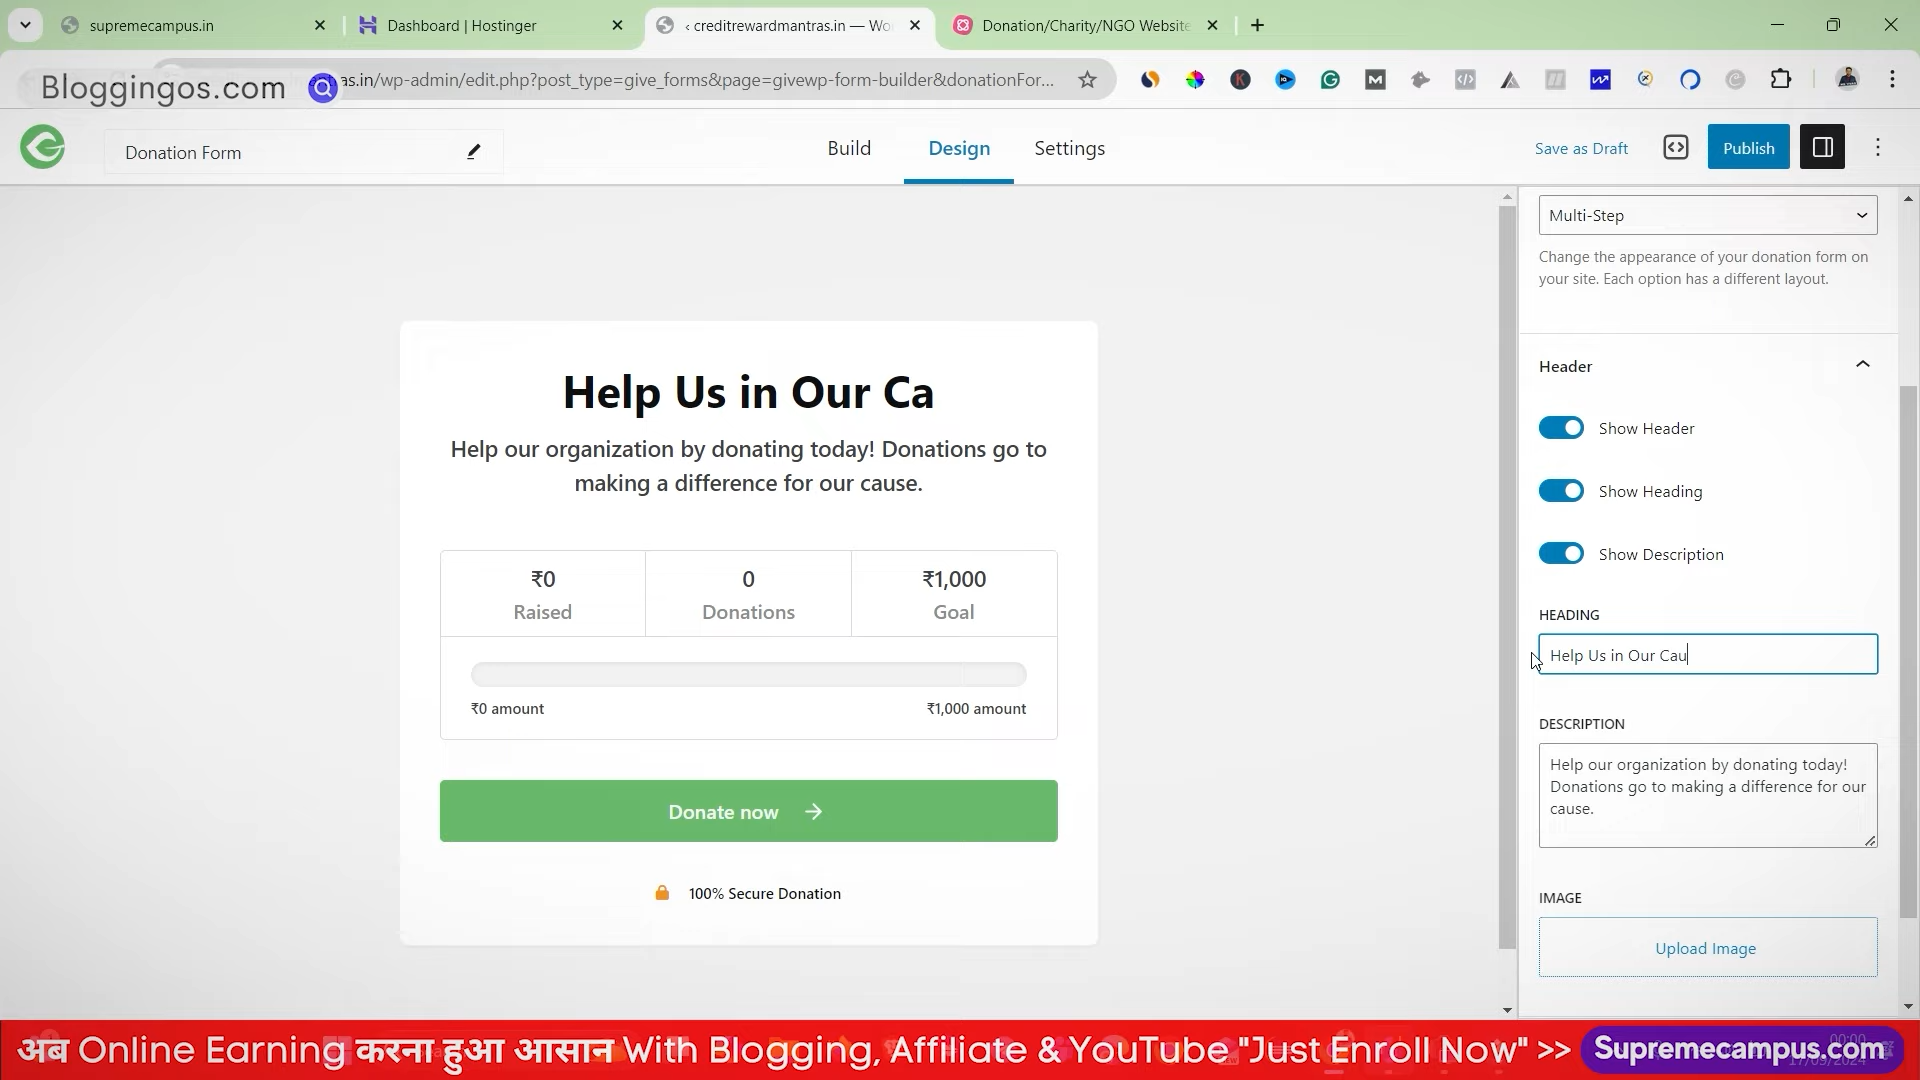 supremecampus.in
Dashboard | Hostinger
‹ creditrewardmantras.in — Wo
Donation/Charity/NGO Website
Bloggingos.com
as.in/wp-admin/edit.php?post_type=give_forms&page=givewp-form-builder&donationFor...
Donation Form
Build
Design
Settings
Save as Draft
Publish
Multi-Step
Change the appearance of your donation form on
your site. Each option has a different layout.
Header
Show Header
Show Heading
Show Description
HEADING
Help Us in Our Cau
DESCRIPTION
Help our organization by donating today!
Donations go to making a difference for our
cause.
IMAGE
Upload Image
Help Us in Our Ca
Help our organization by donating today! Donations go to
making a difference for our cause.
₹0
Raised
0
Donations
₹1,000
Goal
₹0 amount
₹1,000 amount
Donate now
100% Secure Donation
अब Online Earning करना हुआ आसान With Blogging, Affiliate & YouTube "Just Enroll Now" >>
Supremecampus.com